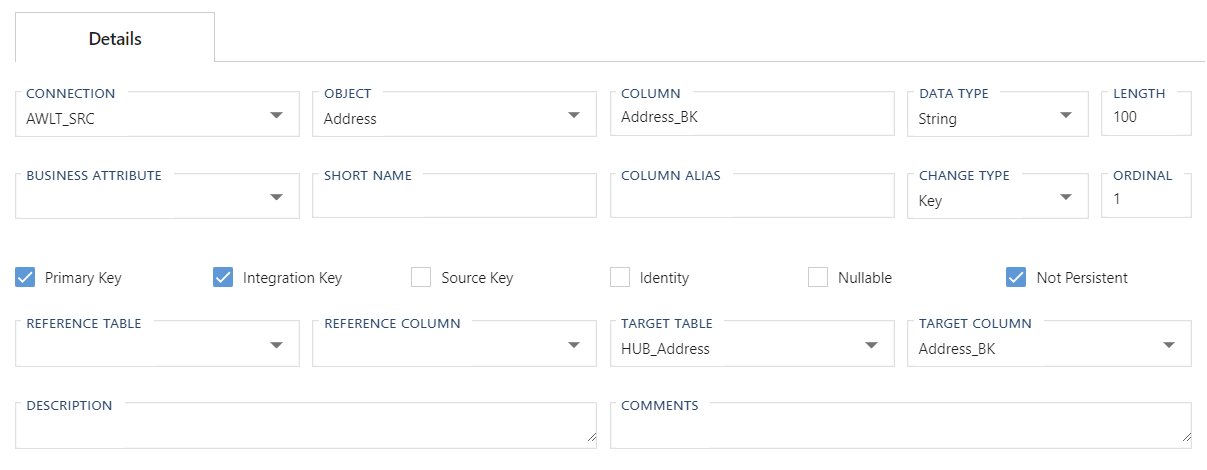 Details
CONNECTION OBJECT COLUMN DATA TYPE LENGTH
AWLT_SRC Address Address_BK String 100
BUSINESS ATTRIBUTE SHORT NAME COLUMN ALIAS CHANGE TYPE ORDINAL
Key 1
Primary Key Integration Key Source Key Identity Nullable Not Persistent
REFERENCE TABLE REFERENCE COLUMN TARGET TABLE TARGET COLUMN
HUB_Address Address_BK
DESCRIPTION COMMENTS